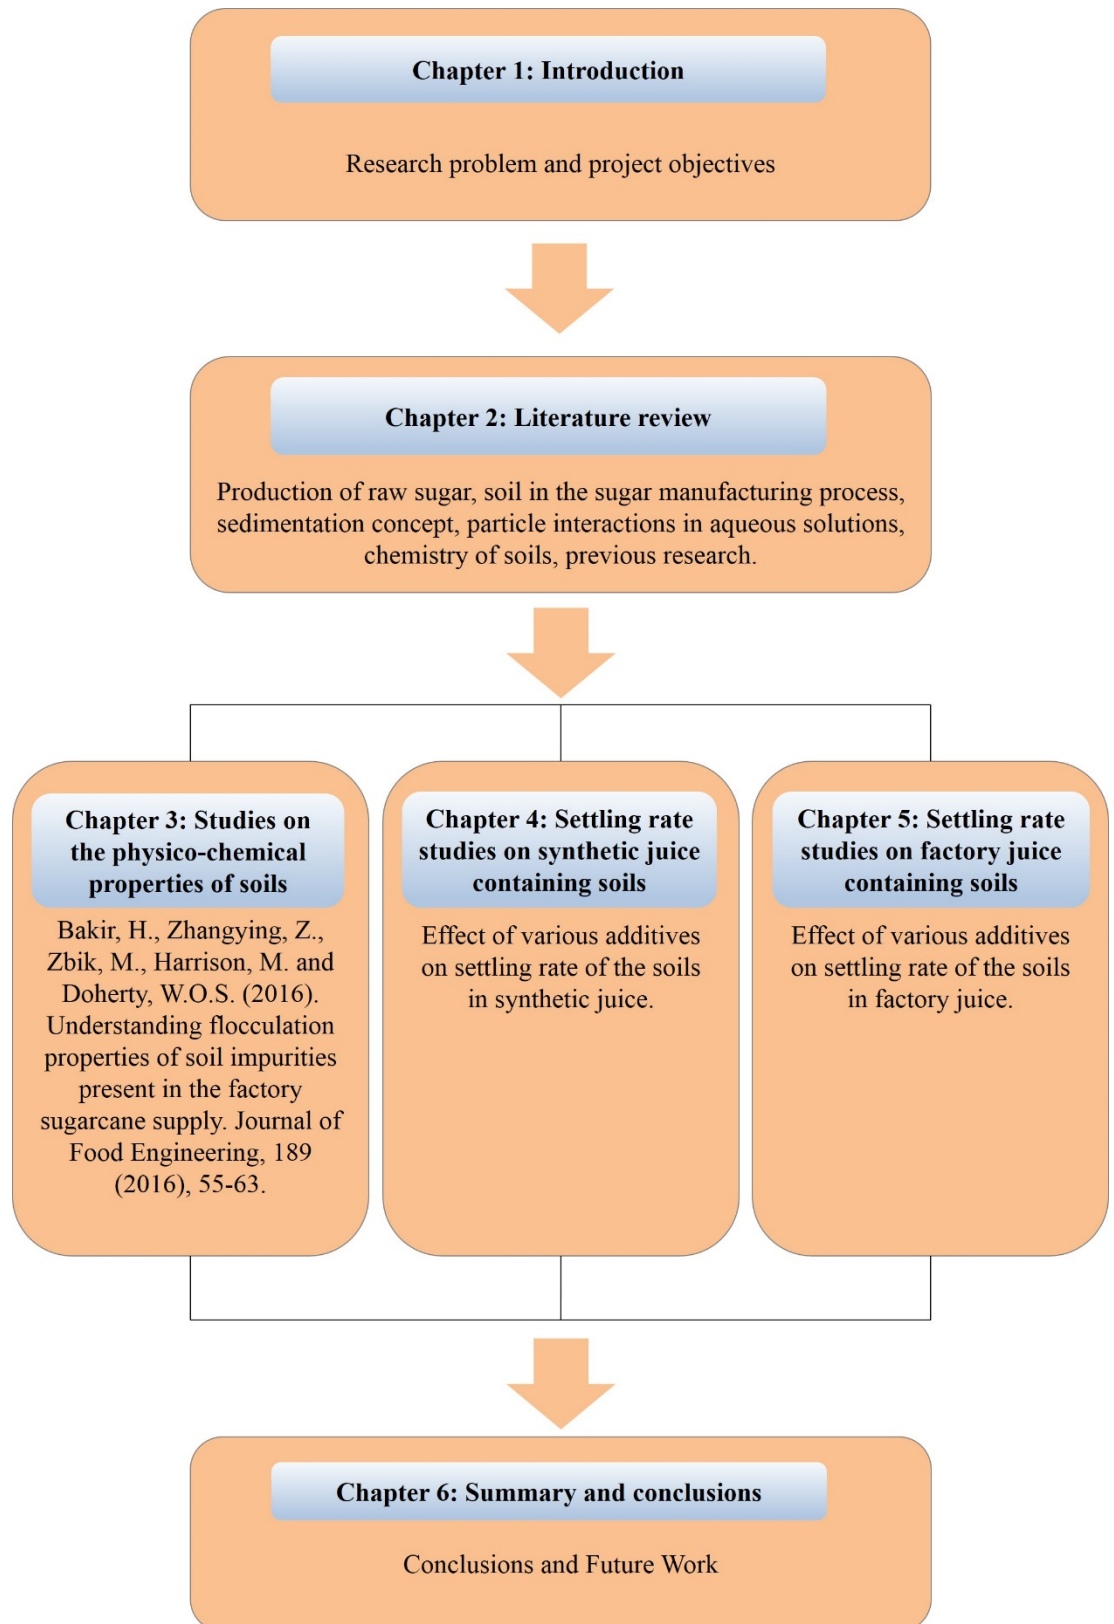 Chapter 1: Introduction
Research problem and project objectives
Chapter 2: Literature review
Production of raw sugar, soil in the sugar manufacturing process,
sedimentation concept, particle interactions in aqueous solutions,
chemistry of soils, previous research.
Chapter 3: Studies on
the physico-chemical
properties of soils
Bakir, H., Zhangying, Z.,
Zbik, M., Harrison, M. and
Doherty, W.O.S. (2016).
Understanding flocculation
properties of soil impurities
present in the factory
sugarcane supply. Journal of
Food Engineering, 189
(2016), 55-63.
Chapter 4: Settling rate
studies on synthetic juice
containing soils
Effect of various additives
on settling rate of the soils
in synthetic juice.
Chapter 5: Settling rate
studies on factory juice
containing soils
Effect of various additives
on settling rate of the soils
in factory juice.
Chapter 6: Summary and conclusions
Conclusions and Future Work